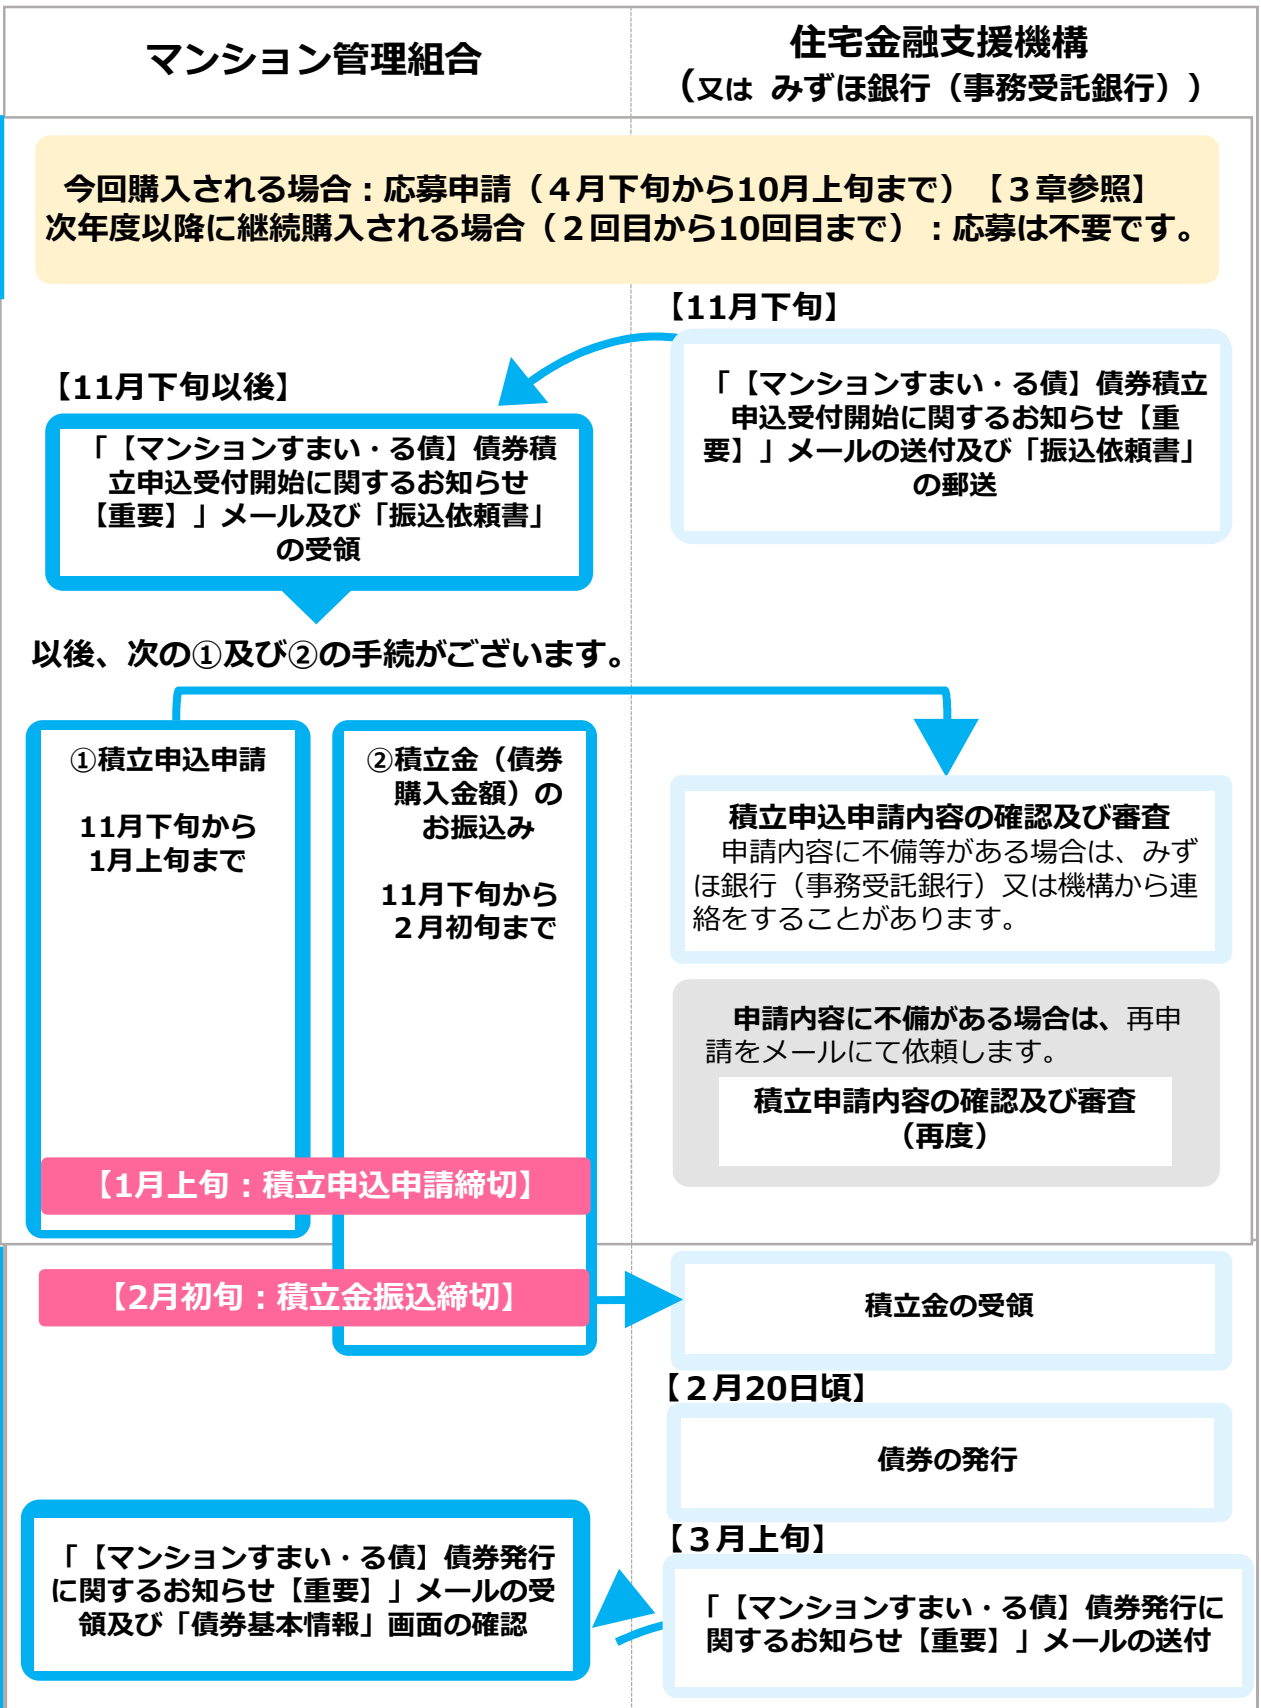 マンション管理組合
住宅金融支援機構
（又は みずほ銀行（事務受託銀行））
今回購入される場合：応募申請（４月下旬から10月上旬まで）【３章参照】
次年度以降に継続購入される場合（２回目から10回目まで）：応募は不要です。
【11月下旬】
「【マンションすまい・る債】債券積立
申込受付開始に関するお知らせ【重
要】」メールの送付及び「振込依頼書」
の郵送
【11月下旬以後】
「【マンションすまい・る債】債券積
立申込受付開始に関するお知らせ
【重要】」メール及び「振込依頼書」
の受領
以後、次の①及び②の手続がございます。
①積立申込申請
11月下旬から
1月上旬まで
②積立金（債券
購入金額）の
お振込み
11月下旬から
２月初旬まで
積立申込申請内容の確認及び審査
申請内容に不備等がある場合は、みず
ほ銀行（事務受託銀行）又は機構から連
絡をすることがあります。
申請内容に不備がある場合は、再申
請をメールにて依頼します。
積立申請内容の確認及び審査
（再度）
【1月上旬：積立申込申請締切】
【2月初旬：積立金振込締切】
積立金の受領
【２月20日頃】
債券の発行
【３月上旬】
「【マンションすまい・る債】債券発行に
関するお知らせ【重要】」メールの送付
「【マンションすまい・る債】債券発行
に関するお知らせ【重要】」メールの受
領及び「債券基本情報」画面の確認